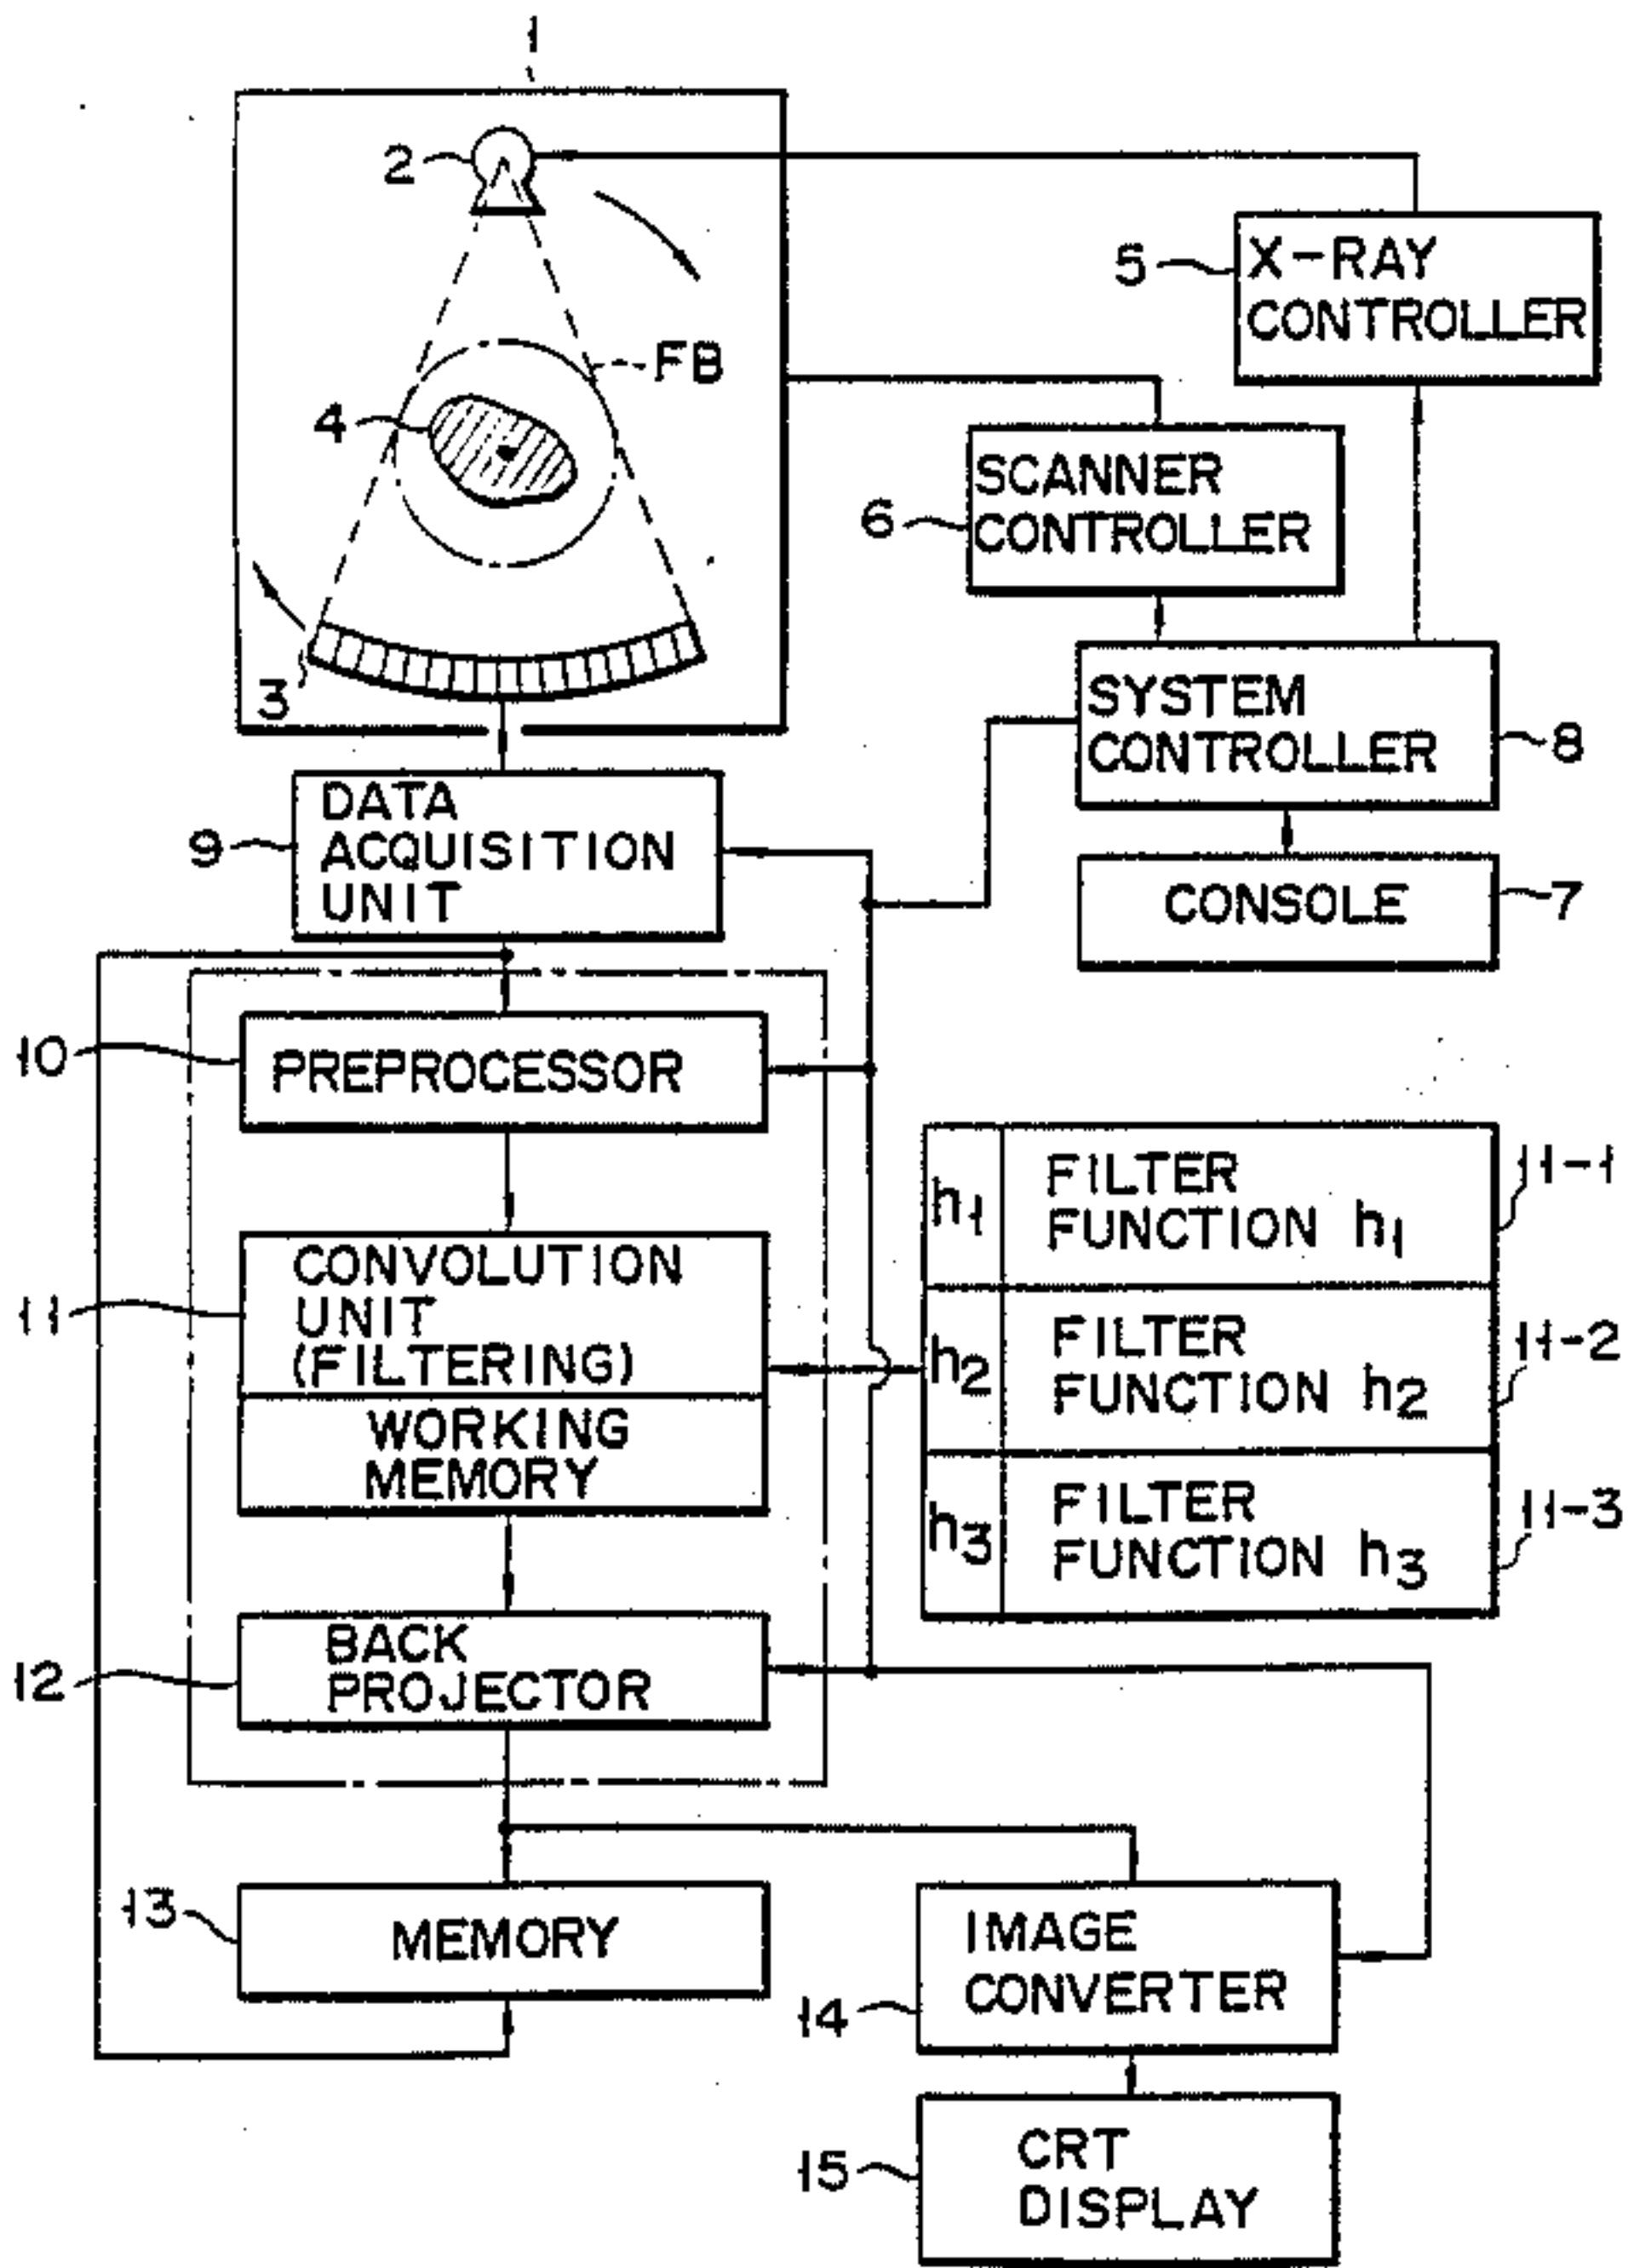 1
2
FB
4
3
5
X-RAY
CONTROLLER
6
SCANNER
CONTROLLER
SYSTEM
CONTROLLER
8
CONSOLE
7
9
DATA
ACQUISITION
UNIT
10
PREPROCESSOR
11
CONVOLUTION
UNIT
(FILTERING)
WORKING
MEMORY
h1
FILTER
FUNCTION h1
11-1
h2
FILTER
FUNCTION h2
11-2
h3
FILTER
FUNCTION h3
11-3
12
BACK
PROJECTOR
13
MEMORY
14
IMAGE
CONVERTER
15
CRT
DISPLAY